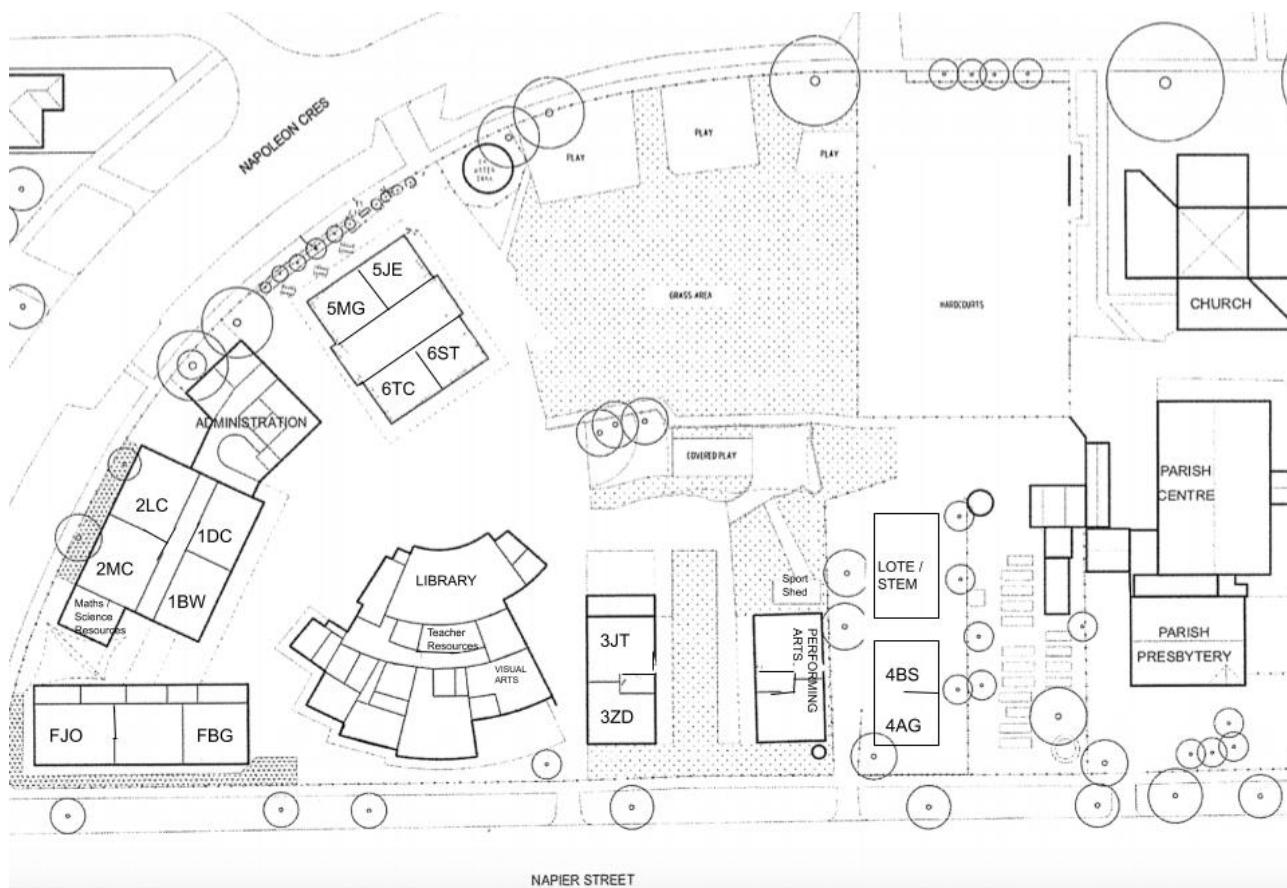 NAPOLEON CRES
PLAY
PLAY
PLAY
5JE
5MG
6ST
6TC
GRASS AREA
HARDCOURTS
CHURCH
ADMINISTRATION
COVERED PLAY
2LC
1DC
2MC
1BW
Maths /
Science
Resources
LIBRARY
Teacher
Resources
VISUAL
ARTS
3JT
3ZD
Sport
Shed
PERFORMING
ARTS
LOTE /
STEM
4BS
4AG
PARISH
CENTRE
PARISH
PRESBYTERY
FJO
FBG
NAPIER STREET